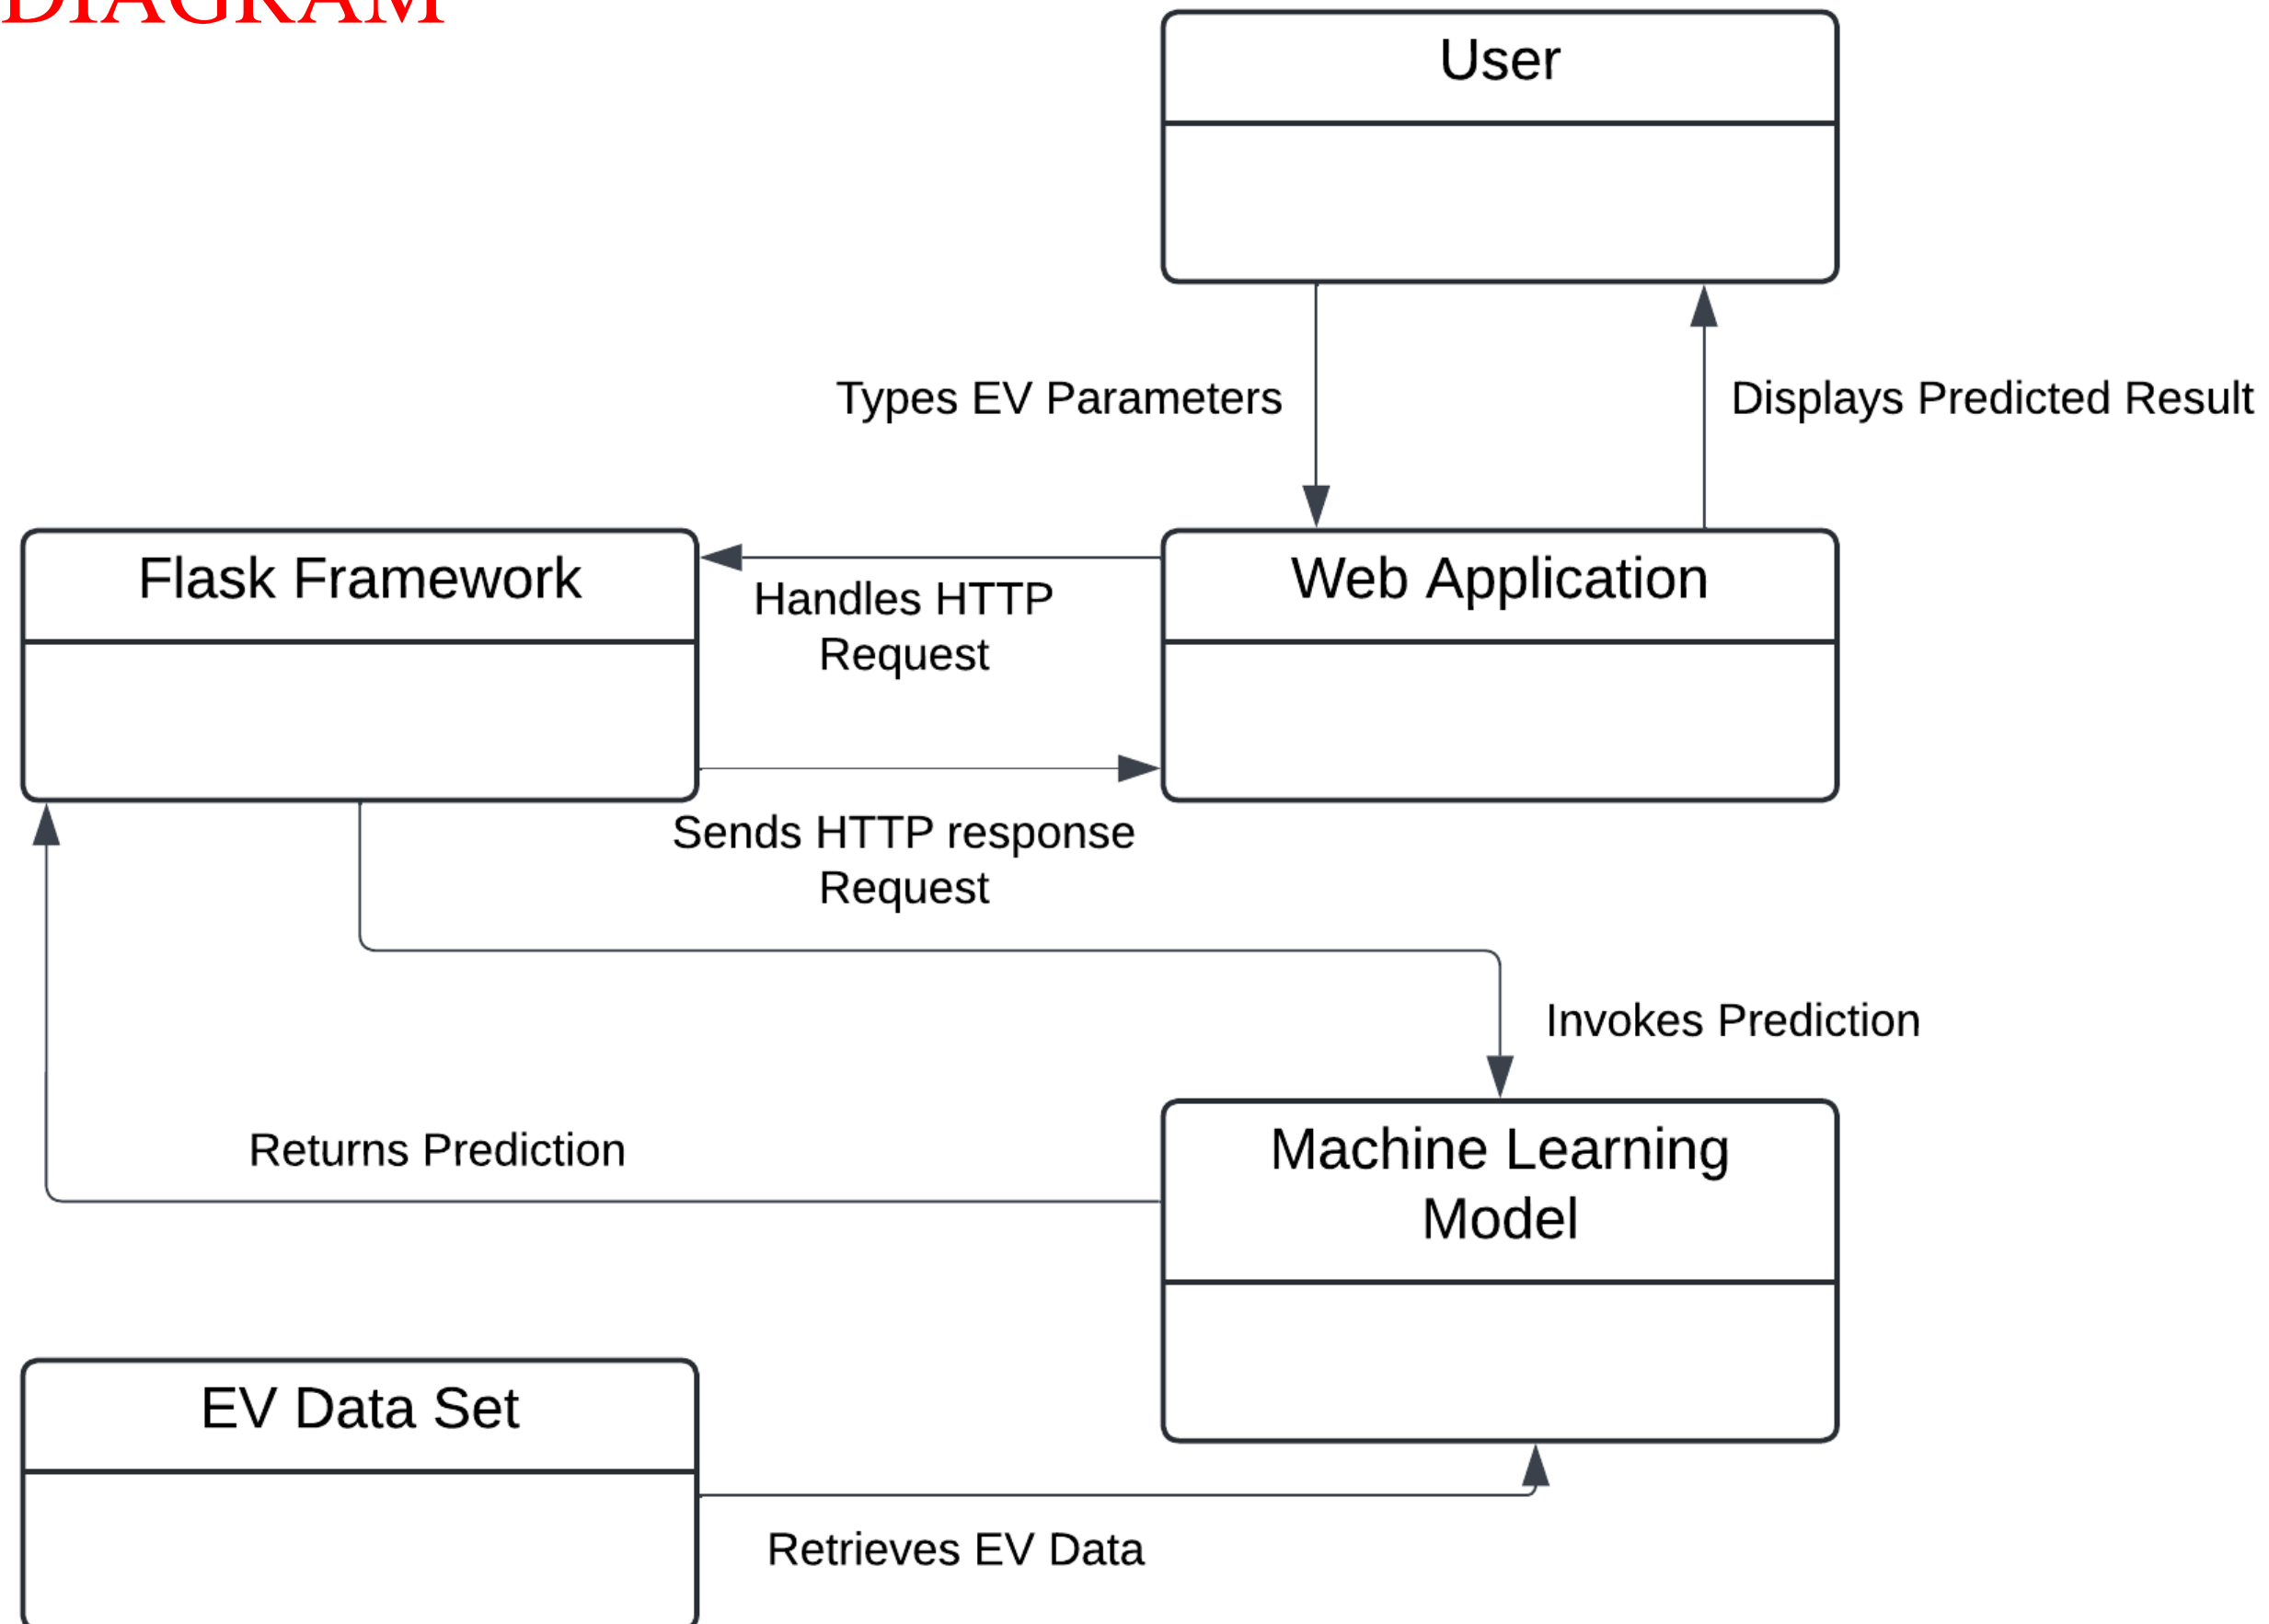 DIAGRAM
User
Types EV Parameters
Displays Predicted Result
Flask Framework
Web Application
Handles HTTP
Request
Sends HTTP response
Request
Invokes Prediction
Returns Prediction
Machine Learning
Model
EV Data Set
Retrieves EV Data